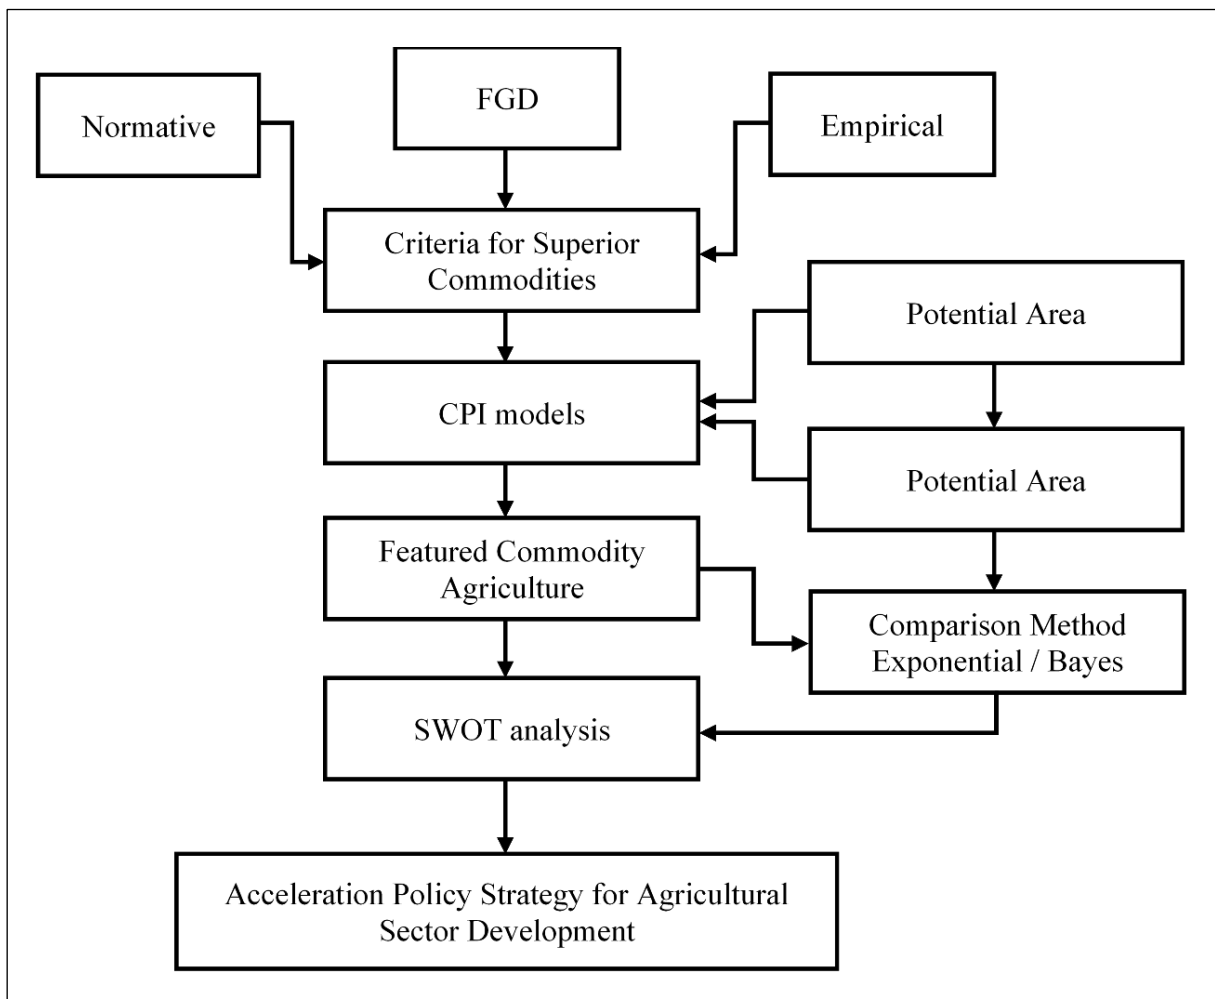 FGD
Normative
Empirical
Criteria for Superior
Commodities
Potential Area
CPI models
Potential Area
Featured Commodity
Agriculture
Comparison Method
Exponential / Bayes
SWOT analysis
Acceleration Policy Strategy for Agricultural
Sector Development